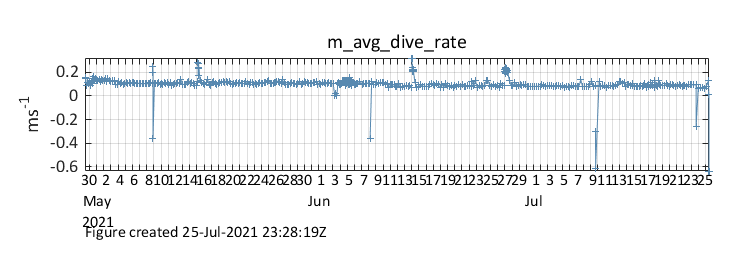 m_avg_dive_rate
0.2
0
-0.2
-0.4
-0.6
ms-1
30 2 4 6 8 10 12 14 16 18 20 22 24 26 28 30 1 3 5 7 9 11 13 15 17 19 21 23 25 27 29 1 3 5 7 9 11 13 15 17 19 21 23 25
May Jun Jul
2021
Figure created 25-Jul-2021 23:28:19Z